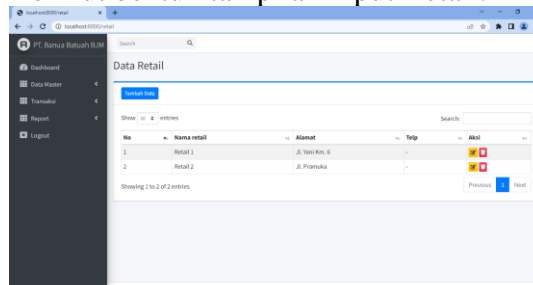 localhost:8000/retail
localhost:8000/retail
PT. Banua Batuah BJM
Search
Dashboard
Data Master
Transaksi
Report
Logout
Data Retail
Tambah Data
Show 10 entries
Search:
No Nama retail Alamat Telp Aksi
1 Retail 1 Jl. Yani Km. 6 -
2 Retail 2 Jl. Pramuka -
Showing 1 to 2 of 2 entries
Previous 1 Next